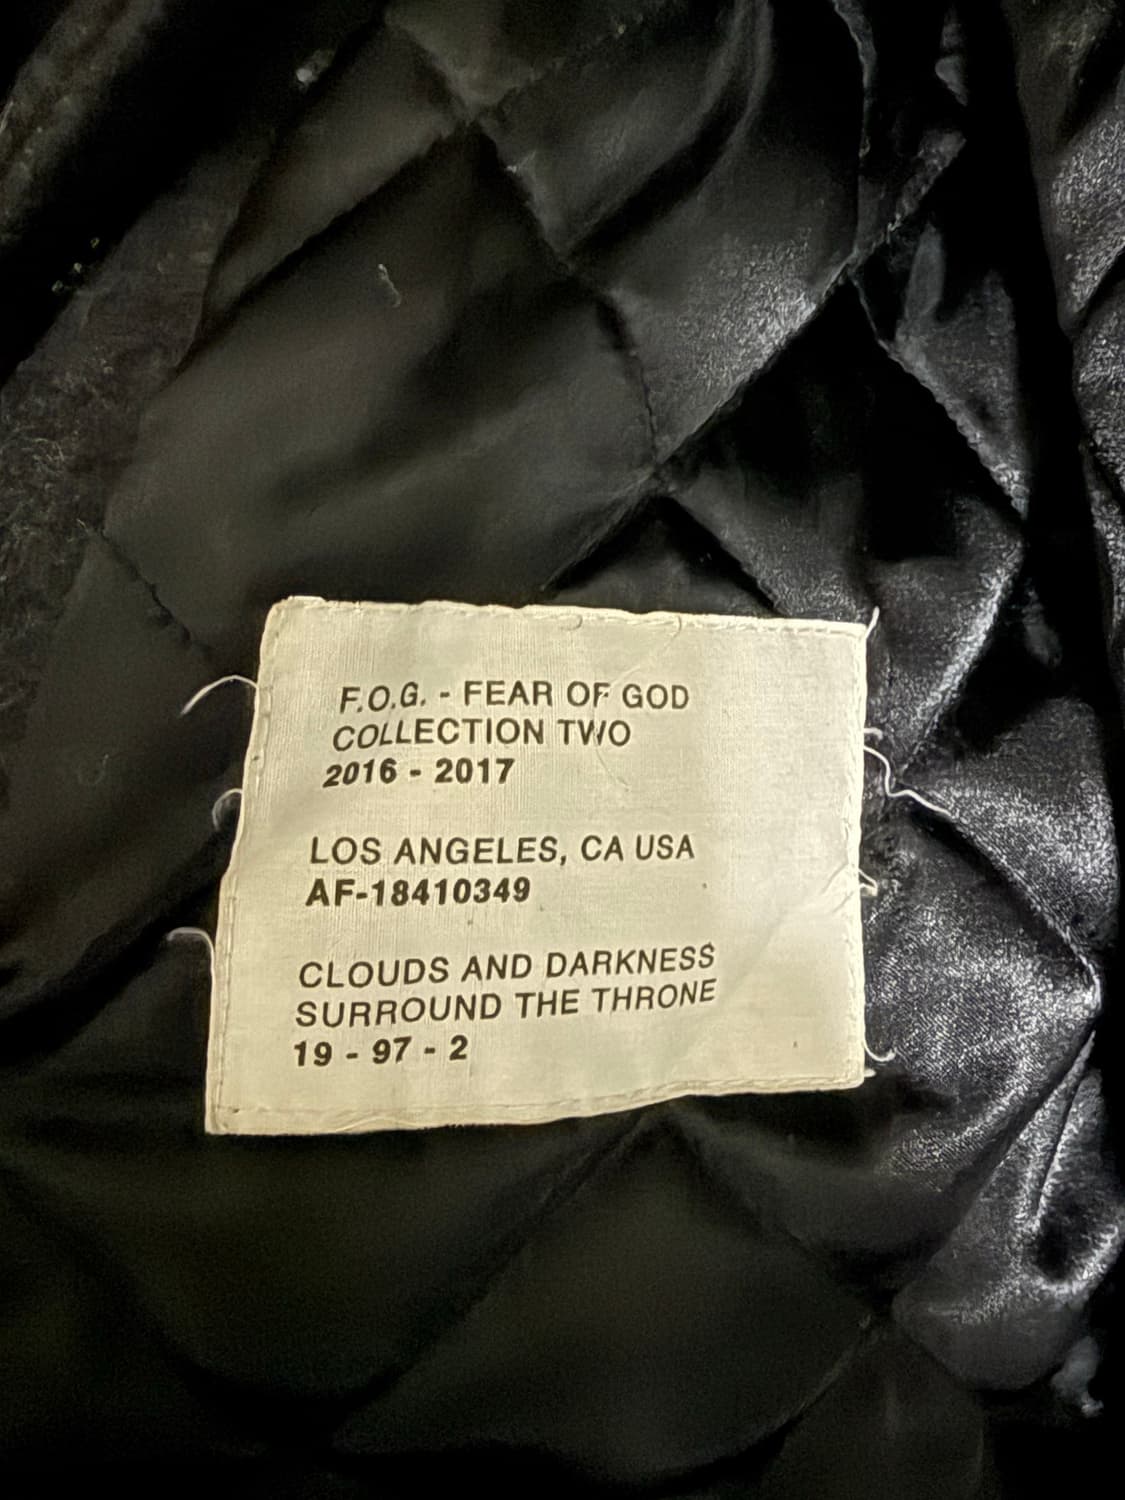 F.O.G. - FEAR OF GOD
COLLECTION TWO
2016 - 2017
LOS ANGELES, CA USA
AF-18410349
CLOUDS AND DARKNESS
SURROUND THE THRONE
19 - 97 - 2